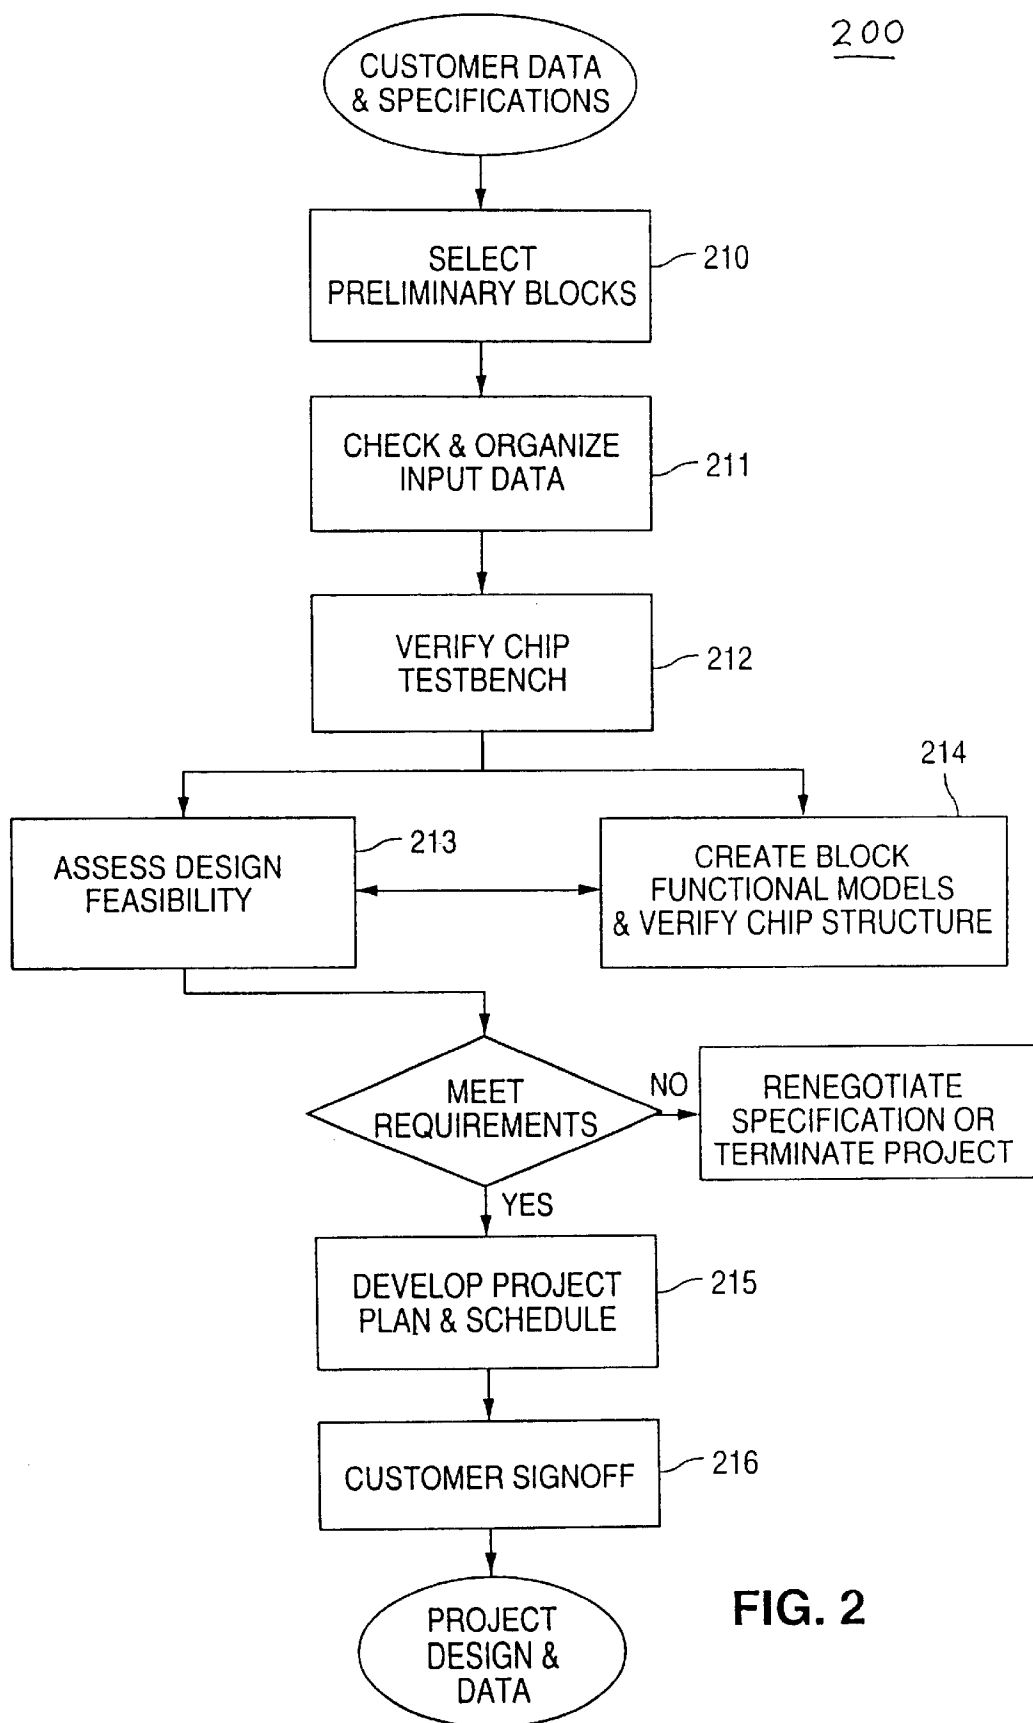 200
CUSTOMER DATA
& SPECIFICATIONS
SELECT
PRELIMINARY BLOCKS
210
CHECK & ORGANIZE
INPUT DATA
211
VERIFY CHIP
TESTBENCH
212
214
ASSESS DESIGN
FEASIBILITY
213
CREATE BLOCK
FUNCTIONAL MODELS
& VERIFY CHIP STRUCTURE
MEET
REQUIREMENTS
NO
RENEGOTIATE
SPECIFICATION OR
TERMINATE PROJECT
YES
DEVELOP PROJECT
PLAN & SCHEDULE
215
CUSTOMER SIGNOFF
216
PROJECT
DESIGN &
DATA
FIG. 2